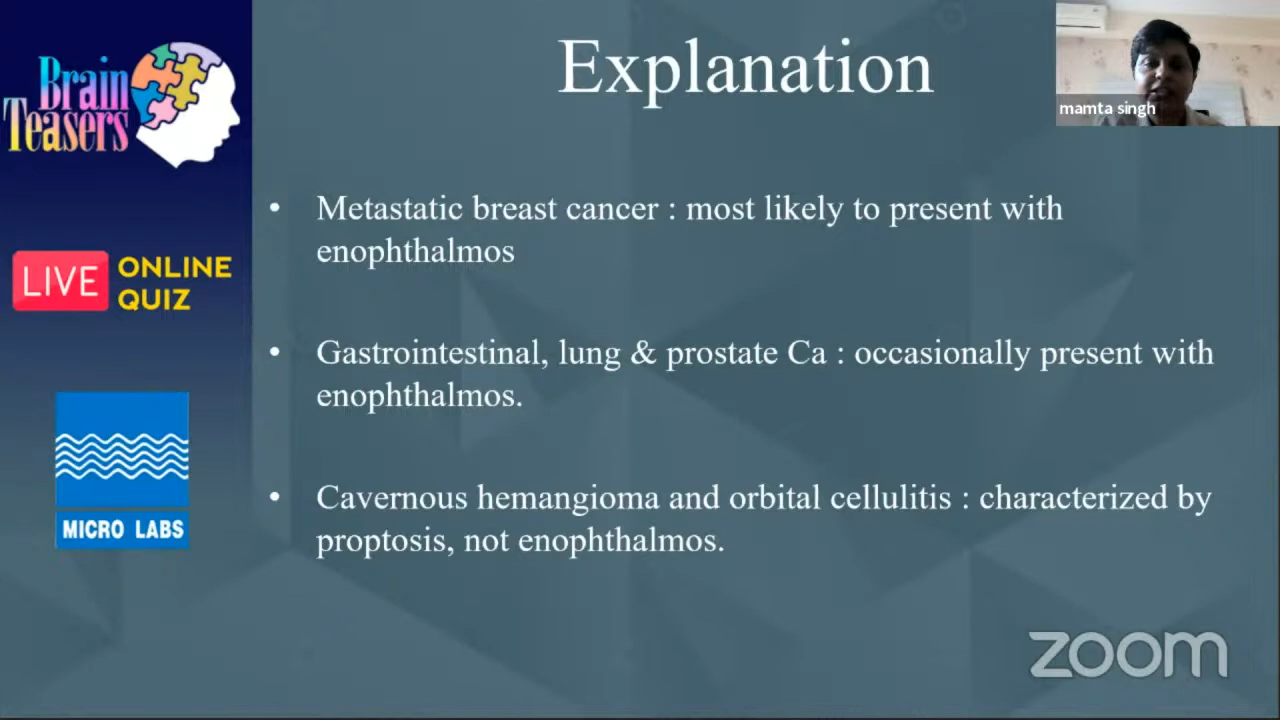 Brain
Teasers
LIVE ONLINE
QUIZ
MICRO LABS
Explanation
mamta singh
• Metastatic breast cancer : most likely to present with
enophthalmos
• Gastrointestinal, lung & prostate Ca : occasionally present with
enophthalmos.
• Cavernous hemangioma and orbital cellulitis : characterized by
proptosis, not enophthalmos.
zoom